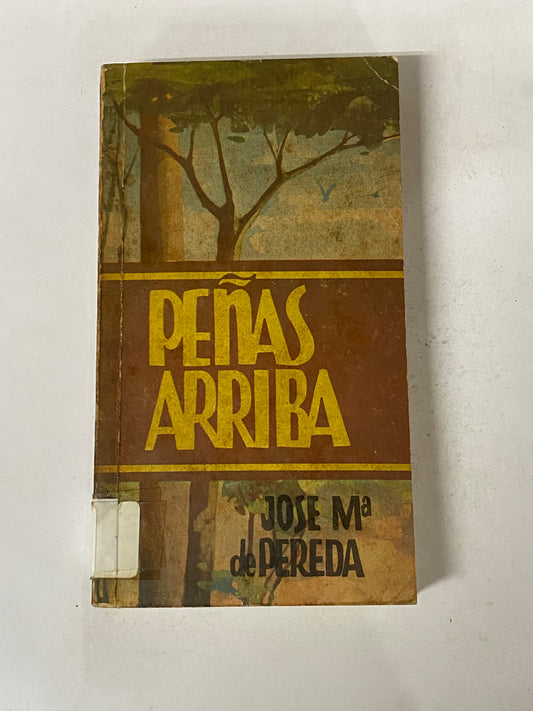 PEÑAS
ARRIBA
JOSE Mª
de PEREDA